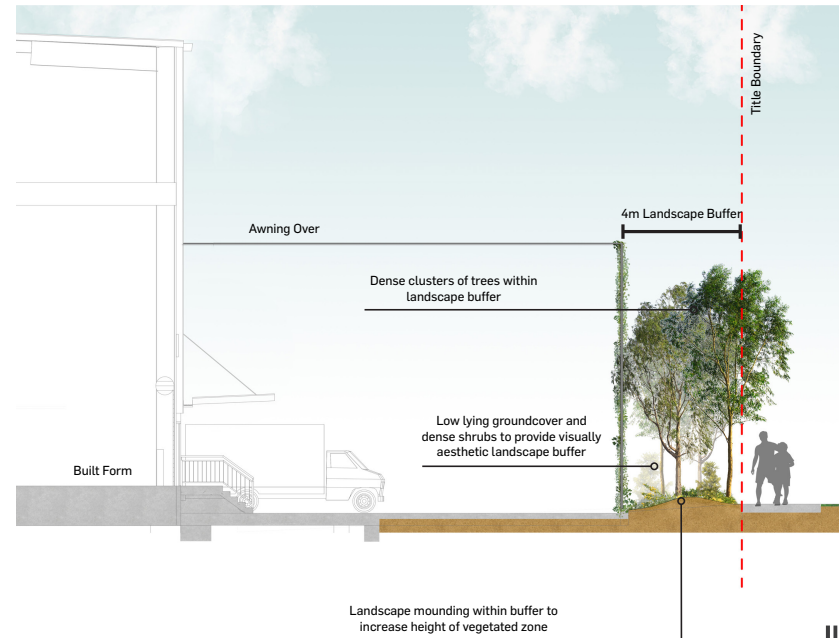 Title Boundary
4m Landscape Buffer
Awning Over
Dense clusters of trees within
landscape buffer
Low lying groundcover and
dense shrubs to provide visually
aesthetic landscape buffer
Built Form
Landscape mounding within buffer to
increase height of vegetated zone